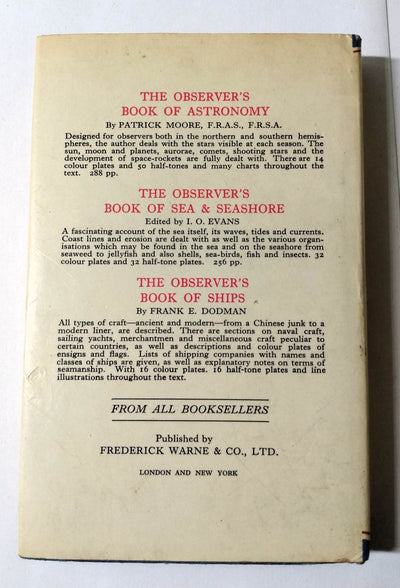 THE OBSERVER'S
BOOK OF ASTRONOMY
By PATRICK MOORE, F.R.A.S., F.R.S.A.
Designed for observers both in the northern and southern hemis-
pheres, the author deals with the stars visible at each season. The
sun, moon and planets, aurorae, comets, shooting stars and the
development of space-rockets are fully dealt with. There are 14
colour plates and 50 half-tones and many charts throughout the
text. 288 pp.
THE OBSERVER'S
BOOK OF SEA & SEASHORE
Edited by I. O. EVANS
A fascinating account of the sea itself, its waves, tides and currents.
Coast lines and erosion are dealt with as well as the various organ-
isations which may be found in the sea and on the seashore from
seaweed to jellyfish and also shells, sea-birds, fish and insects. 32
colour plates and 32 half-tone plates. 256 pp.
THE OBSERVER'S
BOOK OF SHIPS
By FRANK E. DODMAN
All types of craft—ancient and modern—from a Chinese junk to a
modern liner, are described. There are sections on naval craft,
sailing yachts, merchantmen and miscellaneous craft peculiar to
certain countries, as well as descriptions and colour plates of
ensigns and flags. Lists of shipping companies with names and
classes of ships are given, as well as explanatory notes on terms of
seamanship. With 16 colour plates. 16 half-tone plates and line
illustrations throughout the text.
FROM ALL BOOKSELLERS
Published by
FREDERICK WARNE & CO., LTD.
LONDON AND NEW YORK